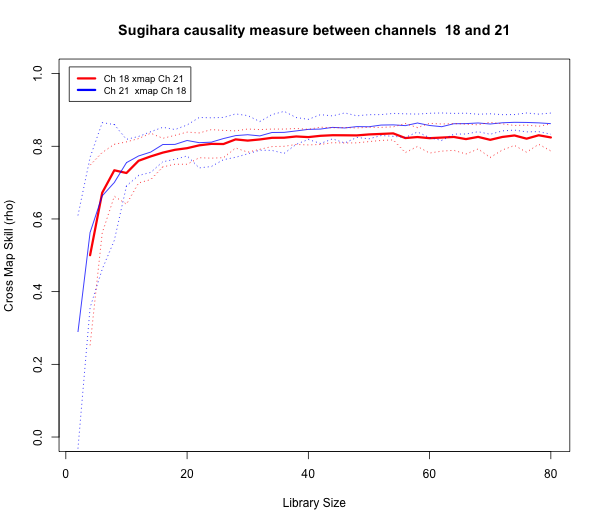 Sugihara causality measure between channels  18 and 21
Ch 18 xmap Ch 21
Ch 21  xmap Ch 18
Cross Map Skill (rho)
1.0
0.8
0.6
0.4
0.2
0.0
0 20 40 60 80
Library Size